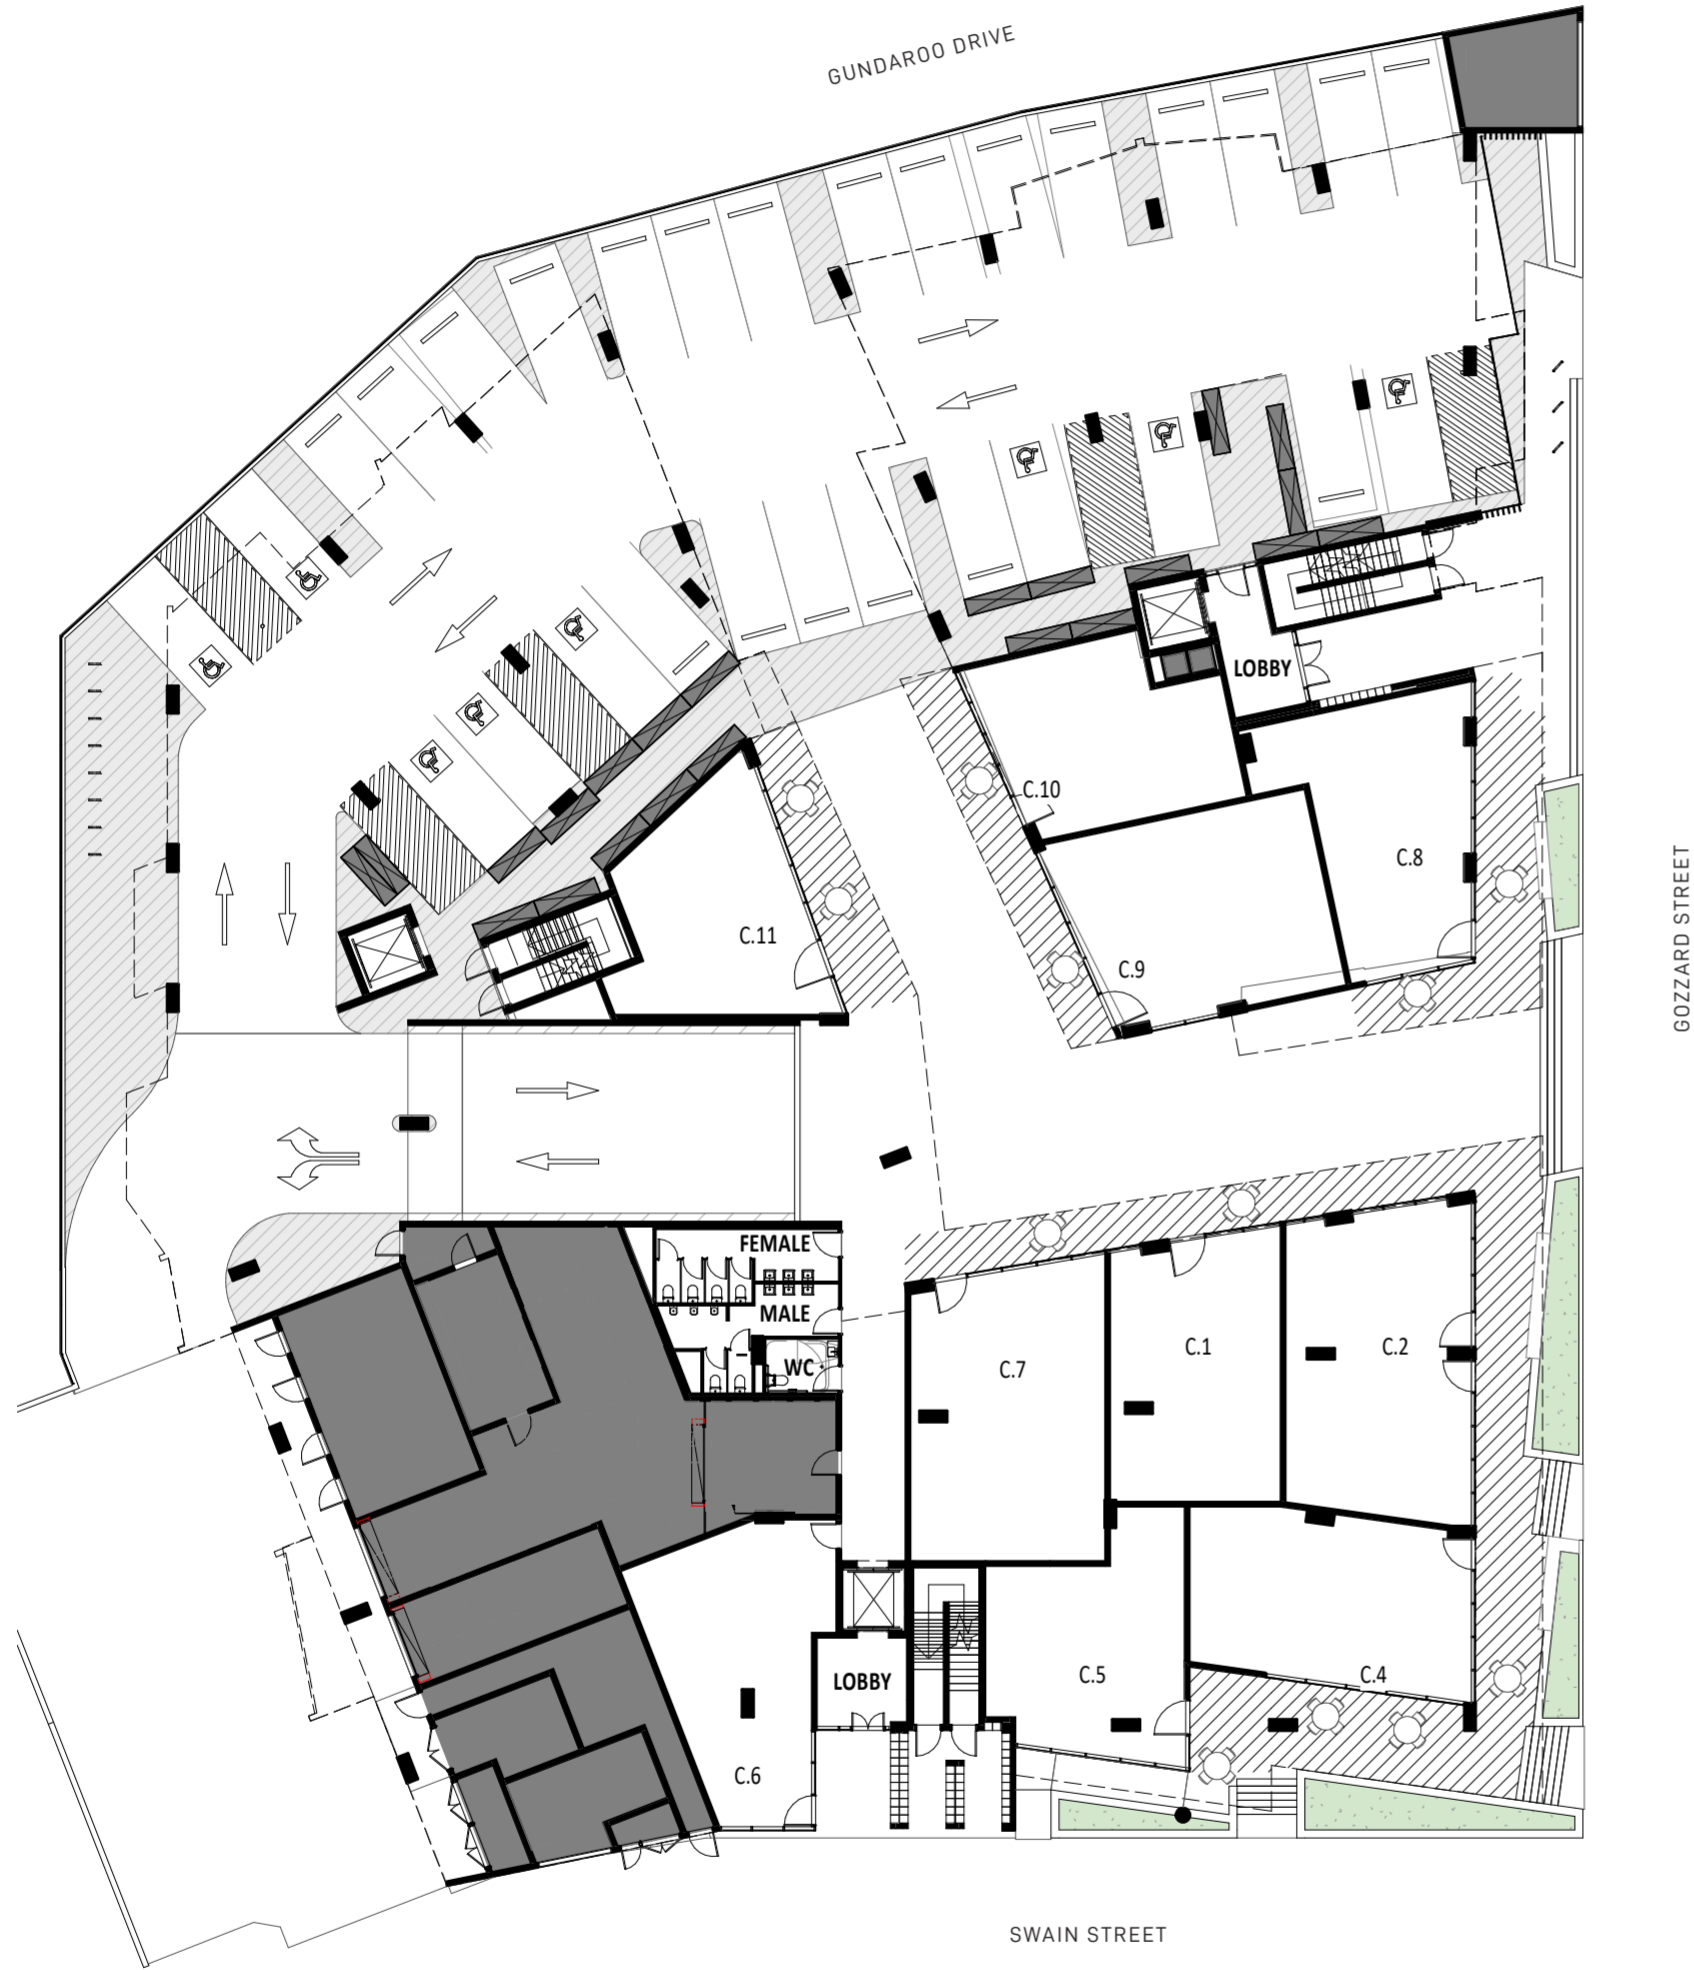 GUNDAROO DRIVE
LOBBY
C.10
C.8
C.11
C.9
GOZZARD STREET
FEMALE
MALE
WC
C.7
C.1
C.2
LOBBY
C.5
C.4
C.6
SWAIN STREET